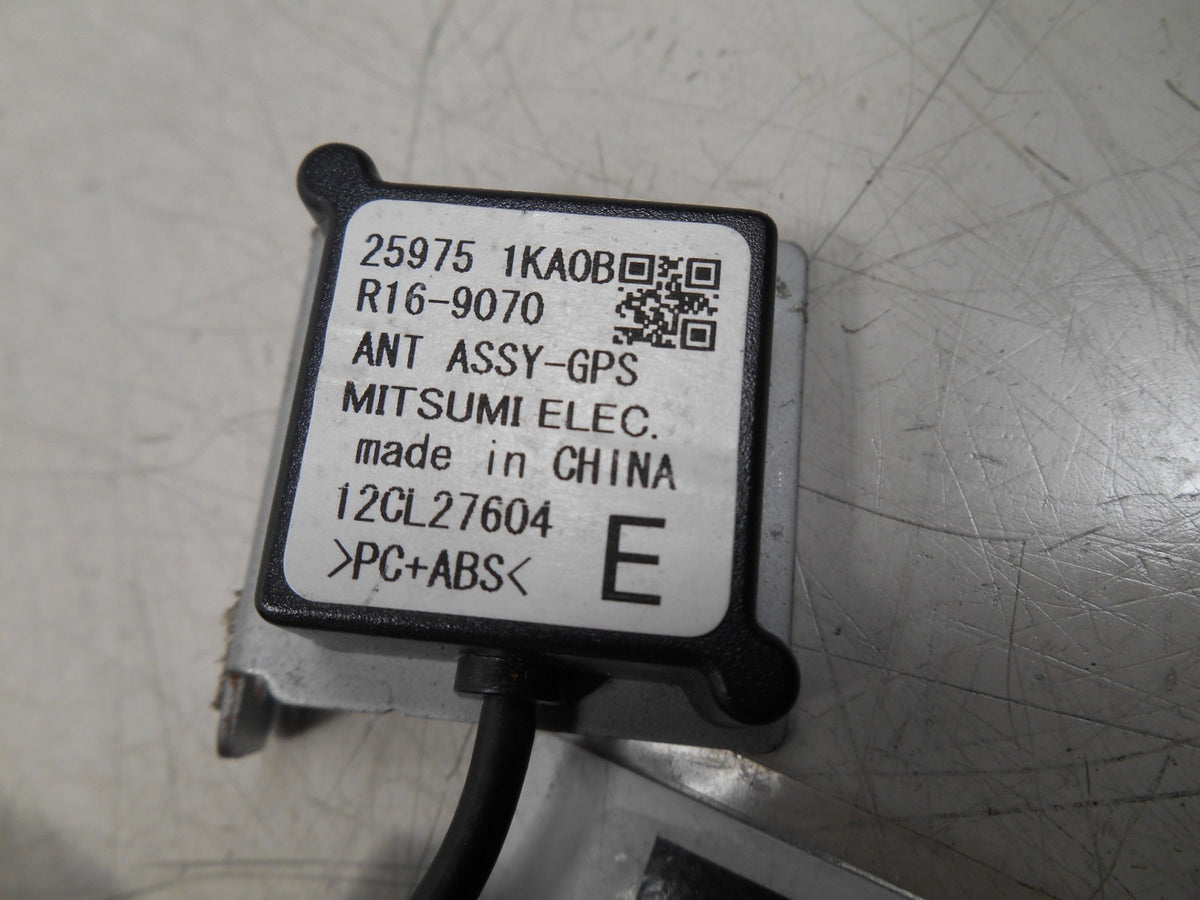 25975 1KA0B
R16-9070
ANT ASSY-GPS
MITSUMI ELEC.
made in CHINA
12CL27604
>PC+ABS<
E